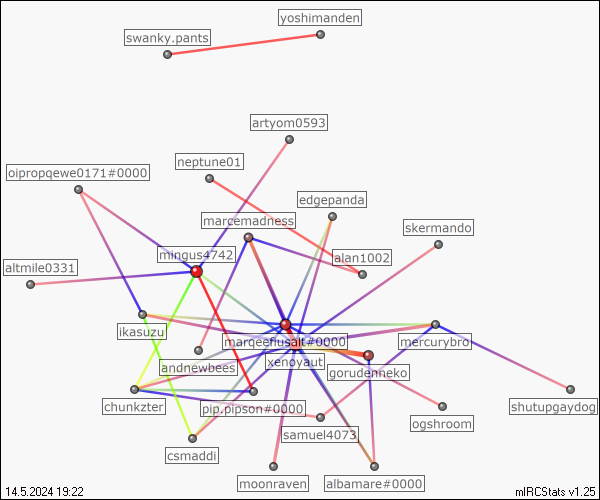 yoshimanden
swanky.pants
artyom0593
neptune01
oipropqewe0171#0000
edgepanda
marcemadness
skermando
mingus4742
alan1002
altmile0331
ikasuzu
marqeefiusalt#0000
mercurybro
xenoyaut
andnewbees
gorudenneko
chunkzter
pip.pipson#0000
shutupgaydog
ogshroom
samuel4073
csmaddi
moonraven
albamare#0000
14.5.2024 19:22
mIRCStats v1.25